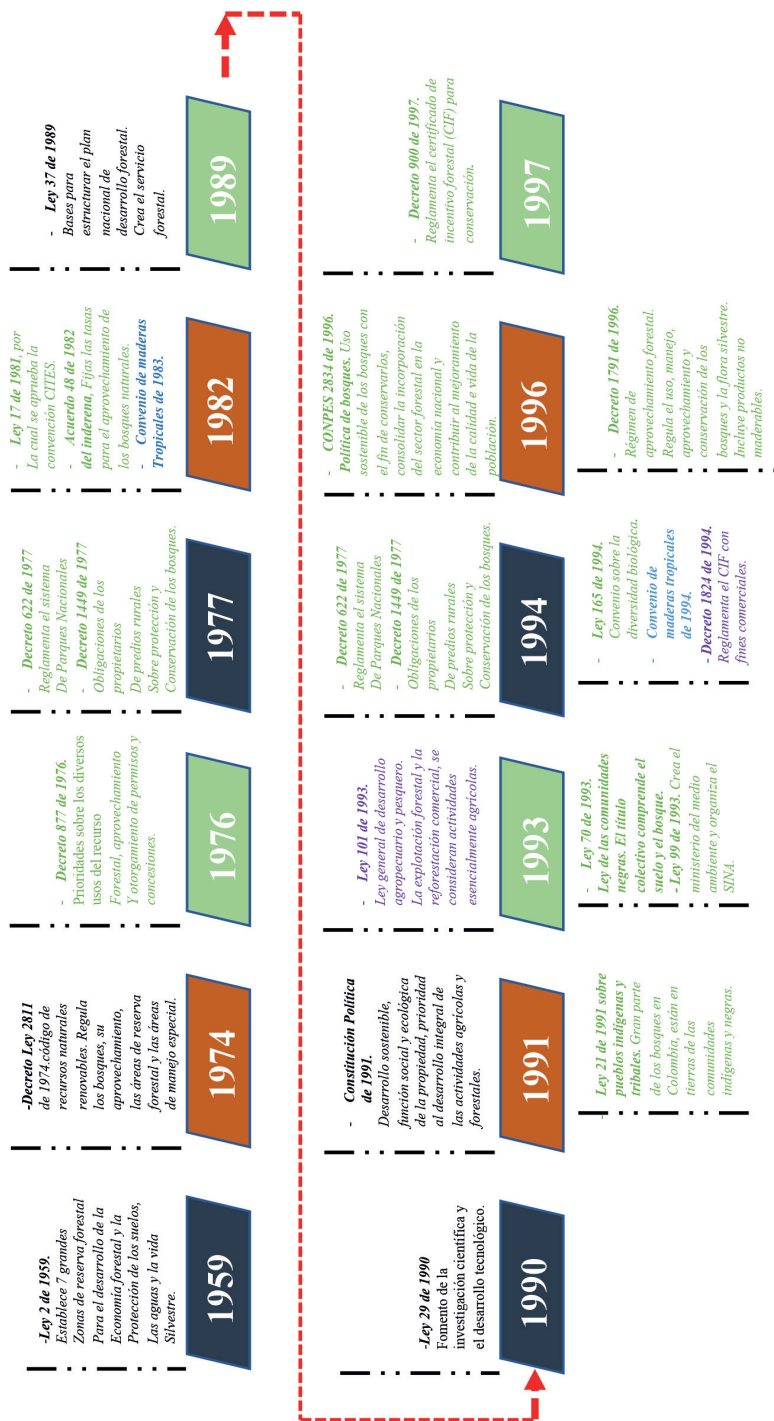 -Ley 2 de 1959.
Establece 7 grandes
Zonas de reserva forestal
Para el desarrollo de la
Economía forestal y la
Protección de los suelos,
Las aguas y la vida
Silvestre.
1959
-Decreto Ley 2811
de 1974.código de
recursos naturales
renovables. Regula
los bosques, su
aprovechamiento,
las áreas de reserva
forestal y las áreas
de manejo especial.
1974
- Decreto 877 de 1976.
Prioridades sobre los diversos
usos del recurso
Forestal, aprovechamiento
Y otorgamiento de permisos y
concesiones.
1976
- Decreto 622 de 1977
Reglamenta el sistema
De Parques Nacionales
- Decreto 1449 de 1977
Obligaciones de los
propietarios
De predios rurales
Sobre protección y
Conservación de los bosques.
1977
- Ley 17 de 1981, por
La cual se aprueba la
convención CITES.
- Acuerdo 48 de 1982
del inderena, Fijas las tasas
para el aprovechamiento de
los bosques naturales.
- Convenio de maderas
Tropicales de 1983.
1982
- Ley 37 de 1989
Bases para
estructurar el plan
nacional de
desarrollo forestal.
Crea el servicio
forestal.
1989
-Ley 29 de 1990
Fomento de la
investigación científica y
el desarrollo tecnológico.
1990
- Constitución Política
de 1991.
Desarrollo sostenible,
función social y ecológica
de la propiedad, prioridad
al desarrollo integral de
las actividades agrícolas y
forestales.
1991
- Ley 21 de 1991 sobre
pueblos indígenas y
tribales. Gran parte
de los bosques en
Colombia, están en
tierras de las
comunidades
indígenas y negras.
- Ley 101 de 1993.
Ley general de desarrollo
agropecuario y pesquero.
La explotación forestal y la
reforestación comercial, se
consideran actividades
esencialmente agrícolas.
1993
- Ley 70 de 1993.
Ley de las comunidades
negras. El título
colectivo comprende el
suelo y el bosque.
- Ley 99 de 1993. Crea el
ministerio del medio
ambiente y organiza el
SINA.
- Decreto 622 de 1977
Reglamenta el sistema
De Parques Nacionales
- Decreto 1449 de 1977
Obligaciones de los
propietarios
De predios rurales
Sobre protección y
Conservación de los bosques.
1994
- Ley 165 de 1994.
Convenio sobre la
diversidad biológica.
- Convenio de
maderas tropicales
de 1994.
- Decreto 1824 de 1994.
Reglamenta el CIF con
fines comerciales.
- CONPES 2834 de 1996.
Política de bosques, Uso
sostenible de los bosques con
el fin de conservarlos,
consolidar la incorporación
del sector forestal en la
economía nacional y
contribuir al mejoramiento
de la calidad e vida de la
población.
1996
- Decreto 1791 de 1996.
Régimen de
aprovechamiento forestal.
Regula el uso, manejo,
aprovechamiento y
conservación de los
bosques y la flora silvestre.
Incluye productos no
maderables.
- Decreto 900 de 1997.
Reglamenta el certificado de
incentivo forestal (CIF) para
conservación.
1997